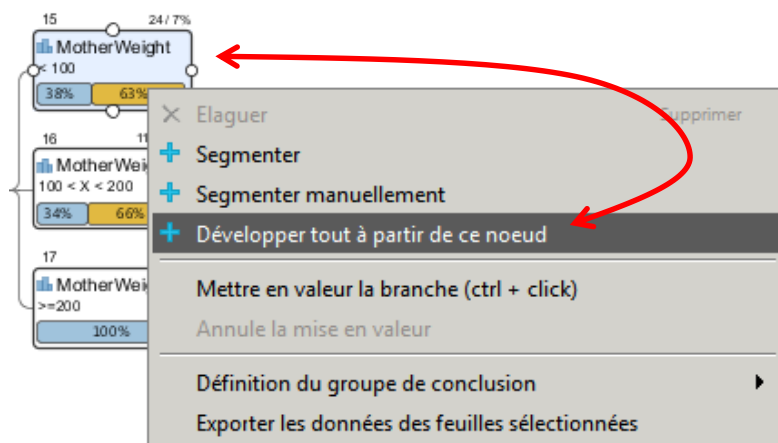 15 24 / 7%
MotherWeight
< 100
38% 63%
Elaguer Supprimer
16 11
Segmenter
MotherWei
100 < X < 200
Segmenter manuellement
34% 66%
Développer tout à partir de ce noeud
17
MotherWei
Mettre en valeur la branche (ctrl + click)
>=200
100%
Annule la mise en valeur
Définition du groupe de conclusion
Exporter les données des feuilles sélectionnées